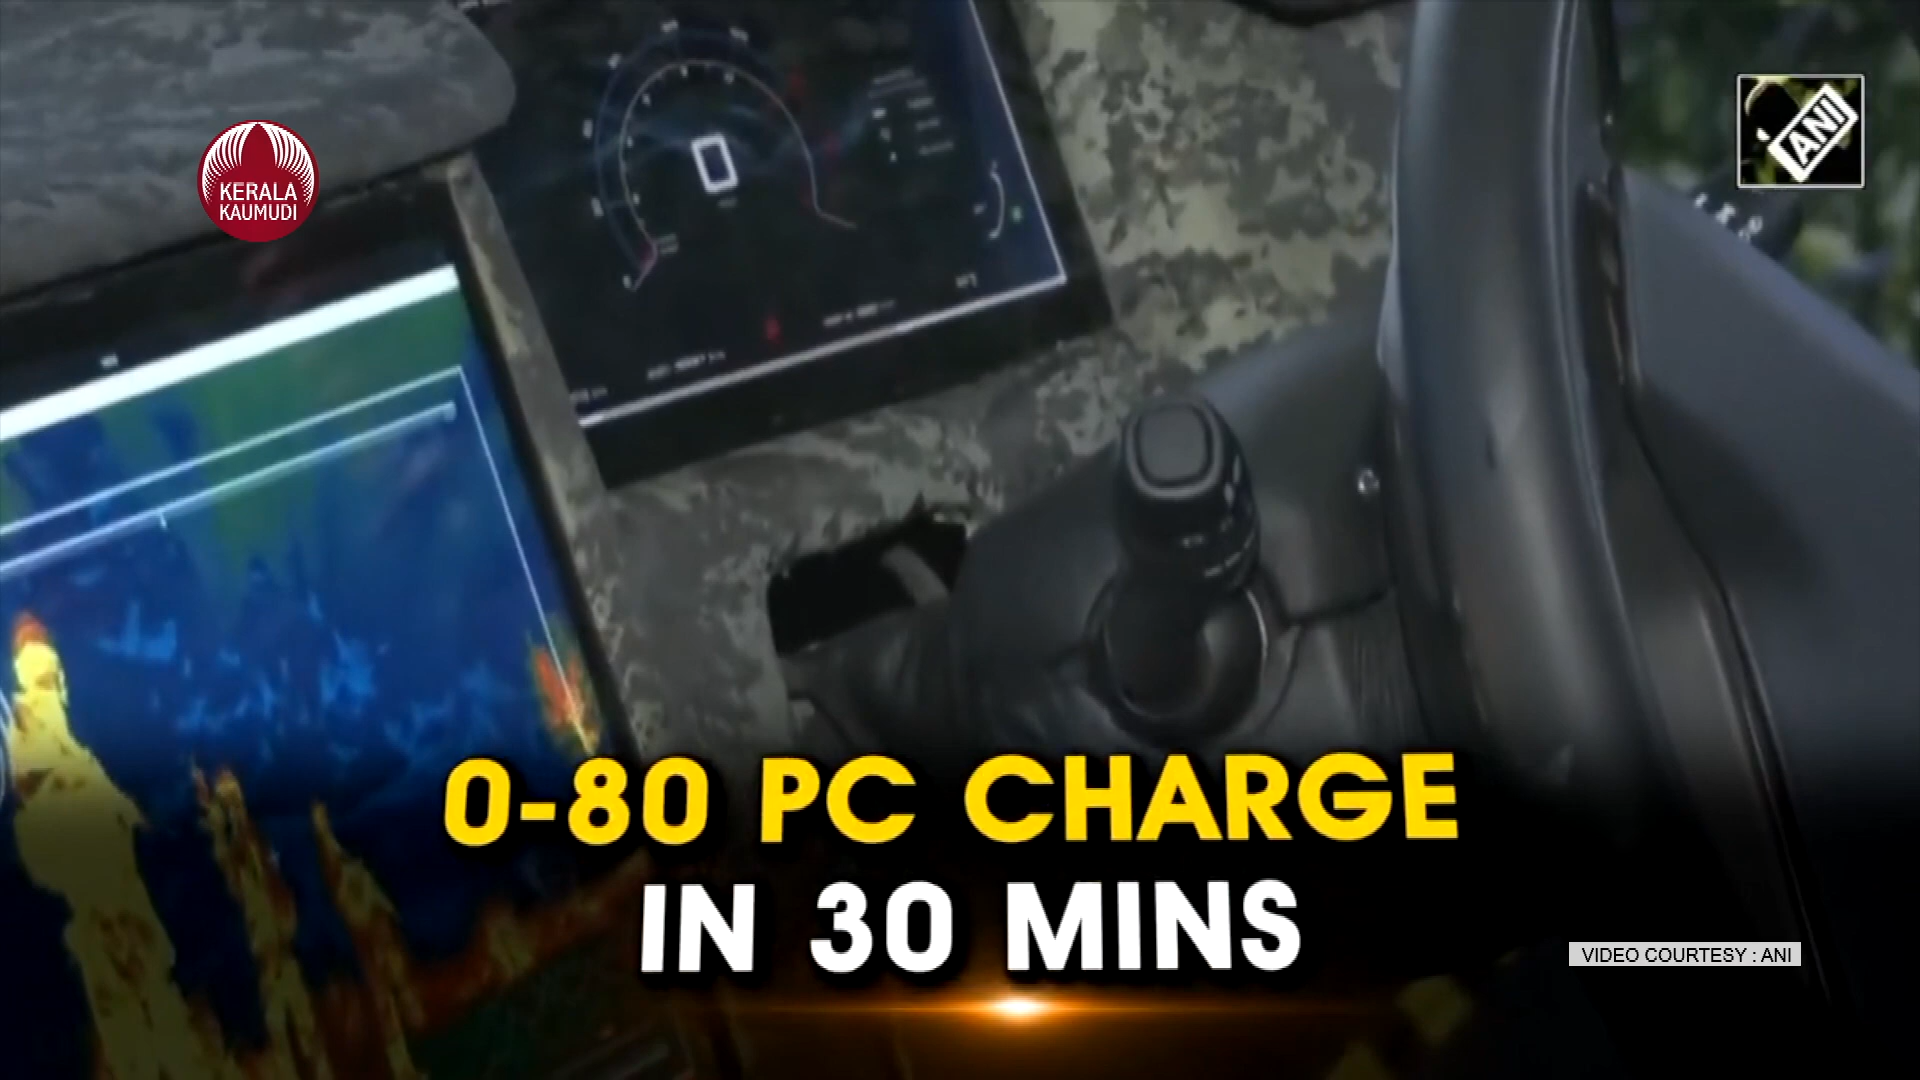 KERALA
KAUMUDI
ANI
0-80 PC CHARGE
IN 30 MINS
VIDEO COURTESY : ANI